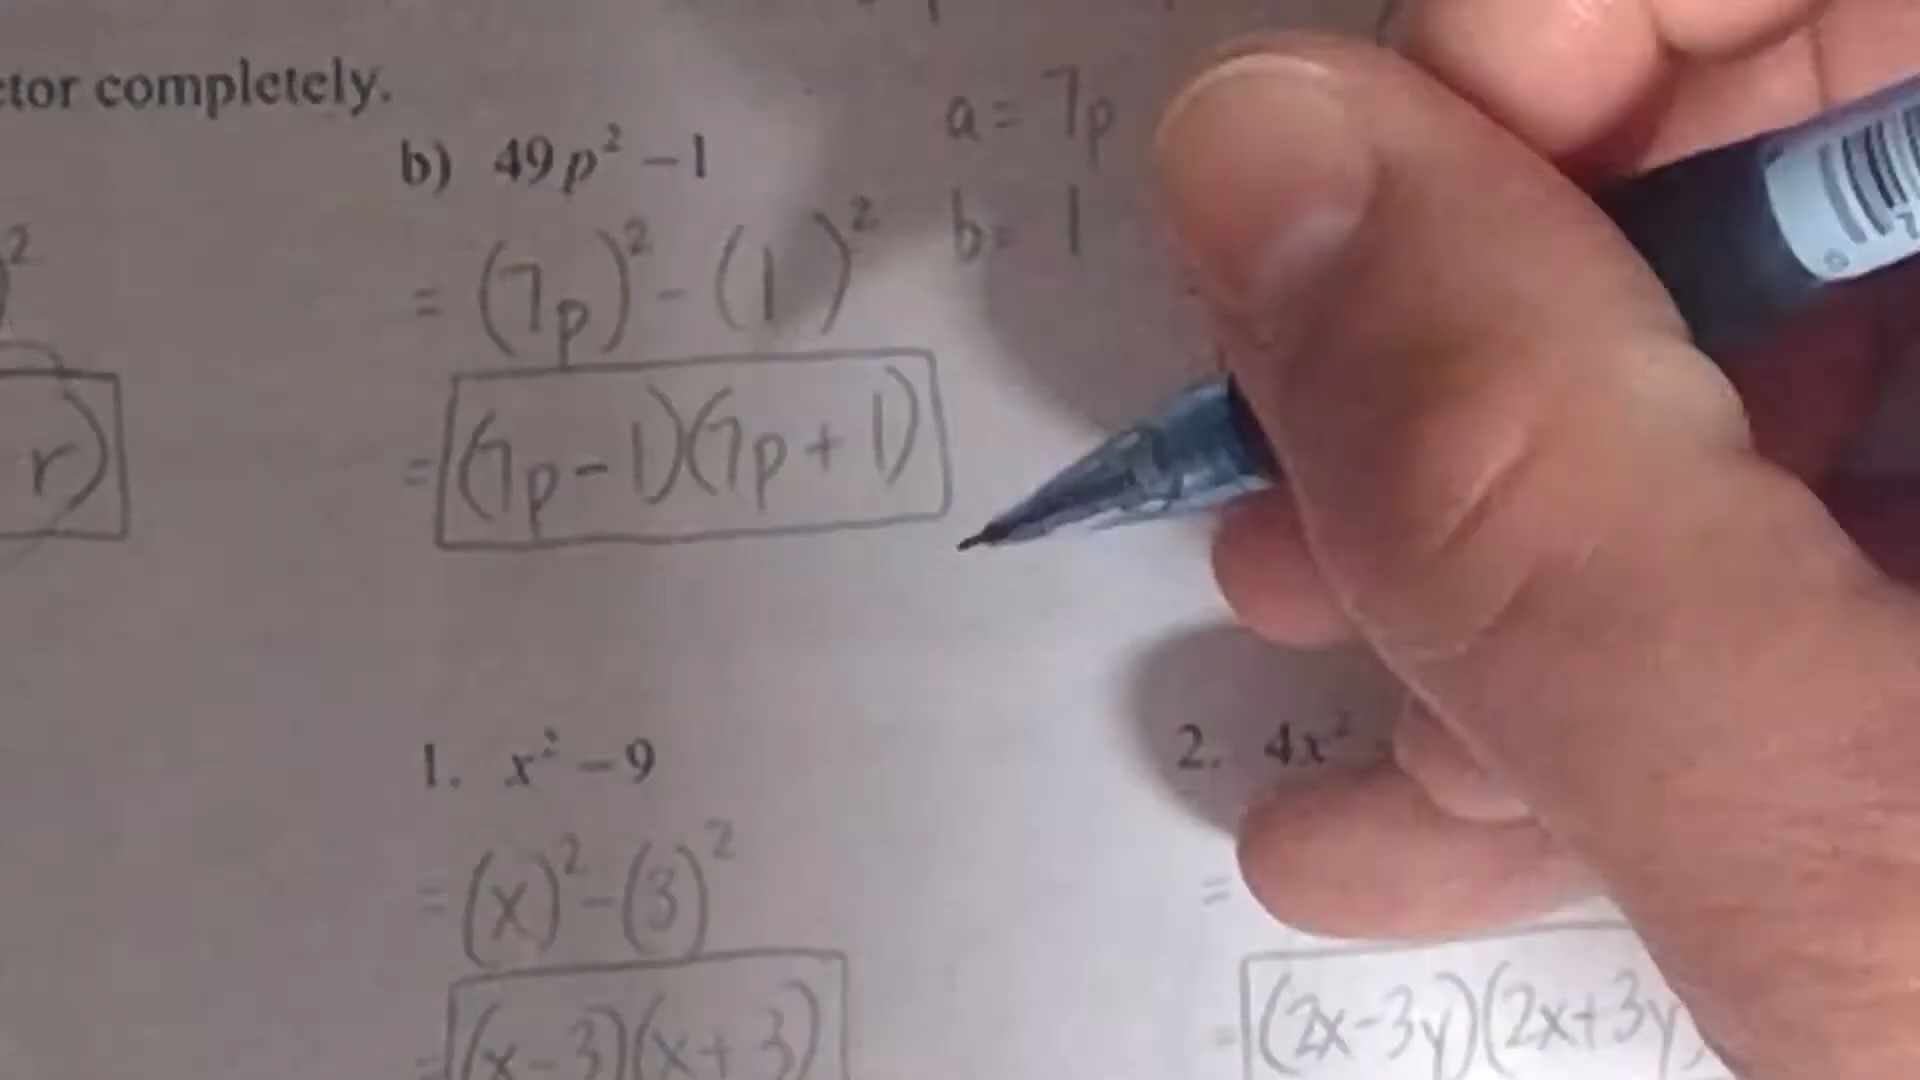 completely.
b) 49p² − 1
a = 7p
b = 1
= (7p)² − (1)²
r)
= (7p − 1)(7p + 1)
1. x² − 9
2. 4x²
= (x)² − (3)²
=
= (x − 3)(x + 3)
= (2x − 3y)(2x + 3y